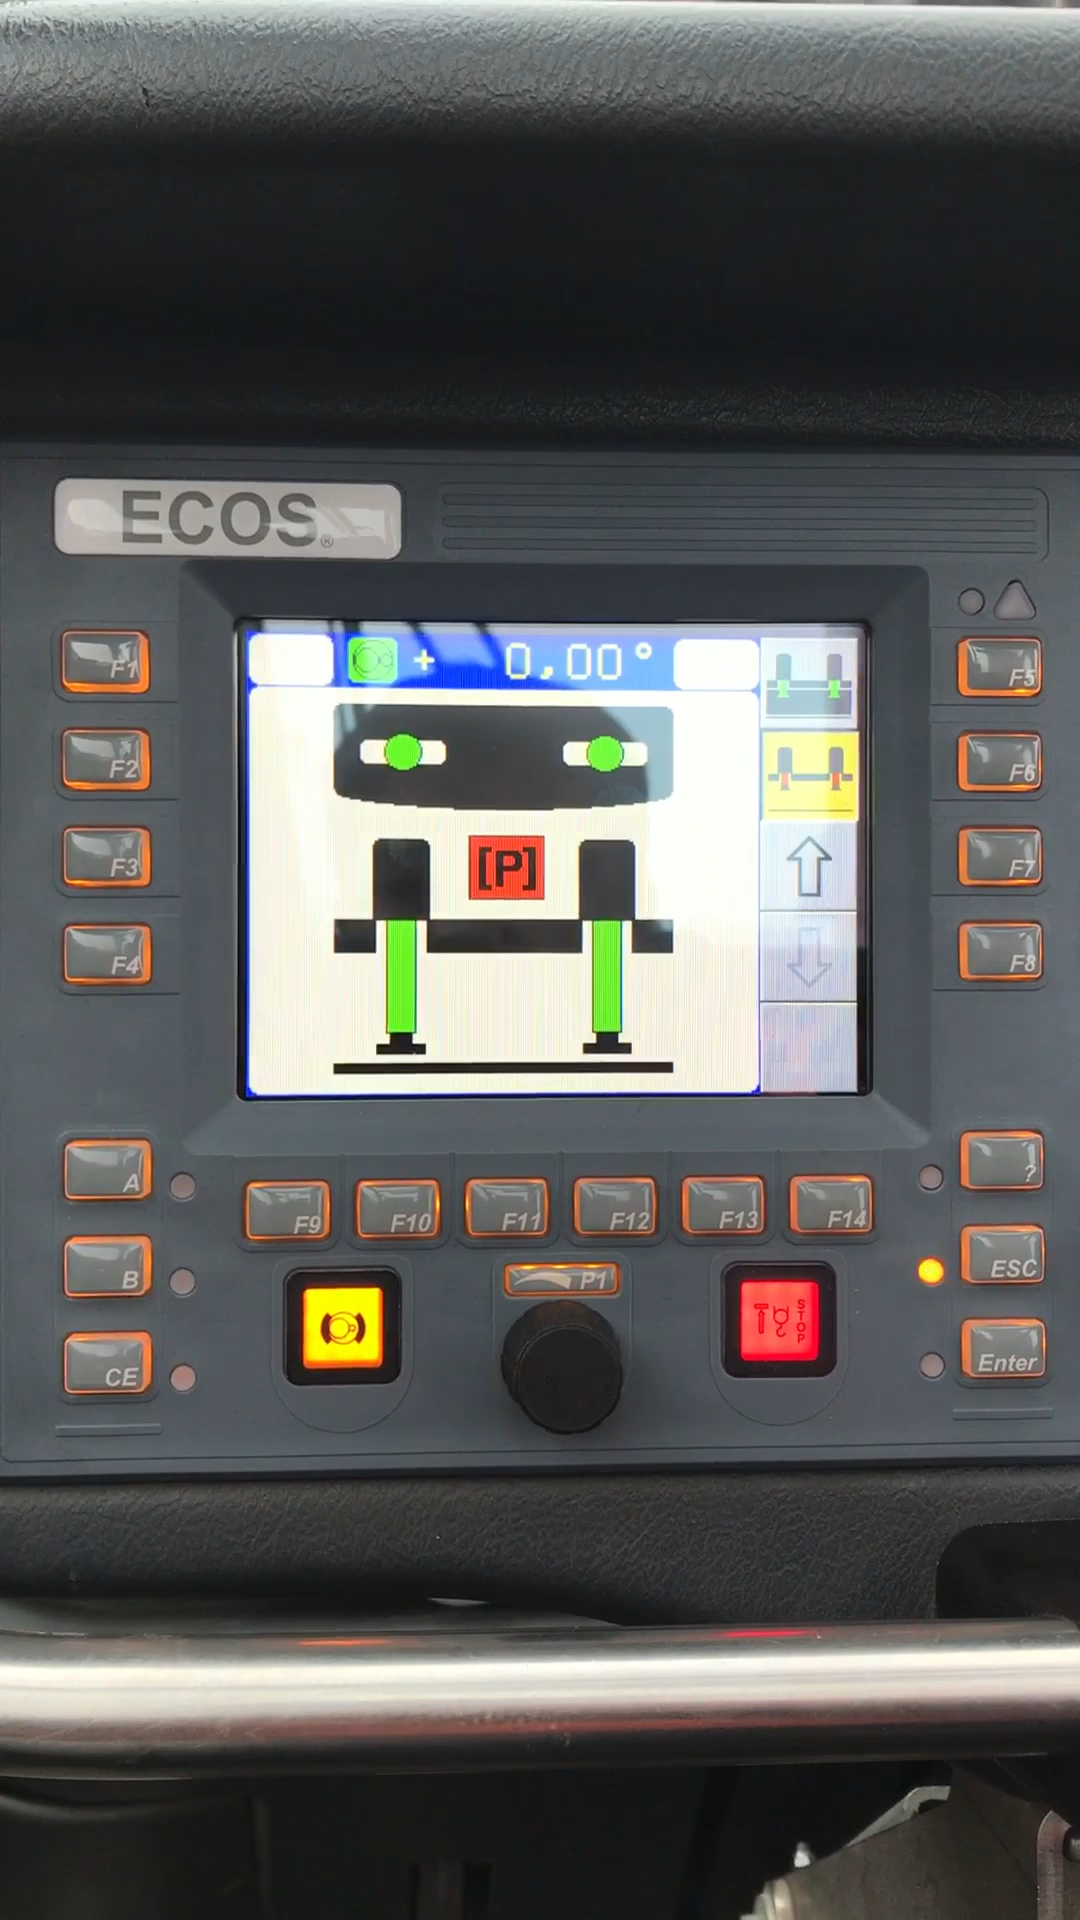 ECOS®
+ 0,00°
F1
F5
F2
F6
F3
[P]
F7
F4
F8
A
?
F9 F10 F11 F12 F13 F14
B
P1
ESC
STOP
CE
Enter